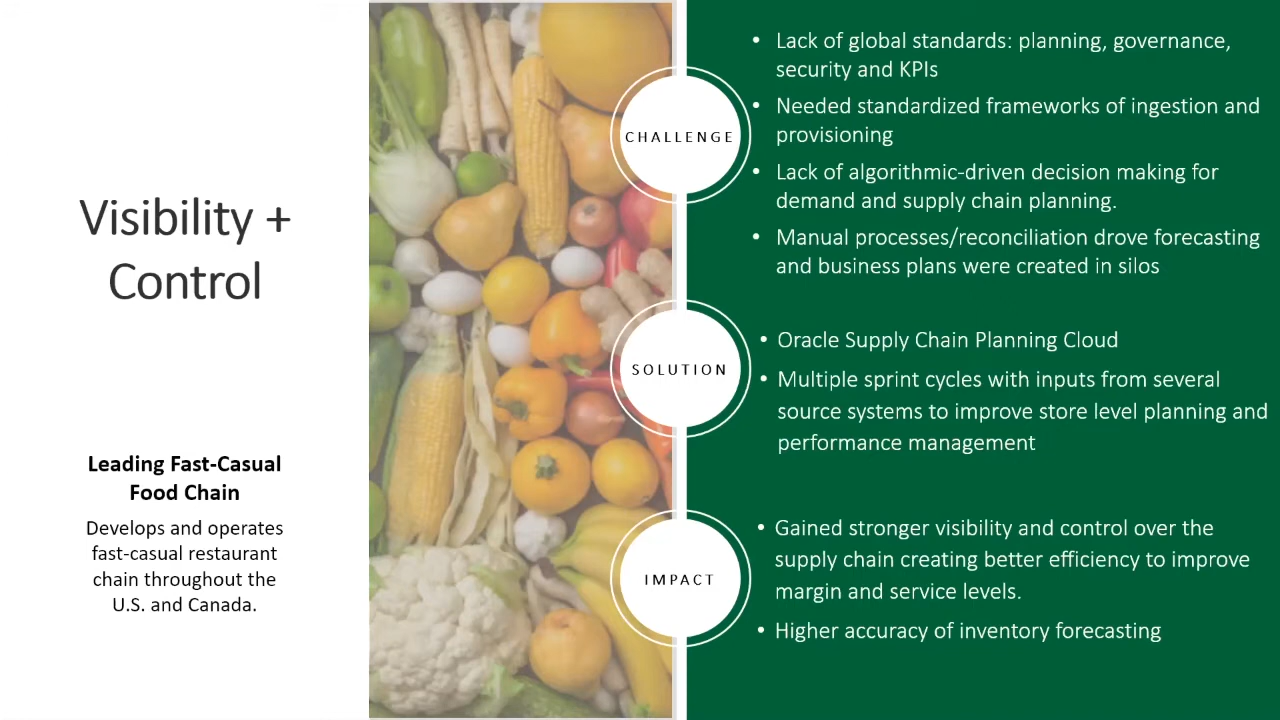 Visibility +
Control
Leading Fast-Casual
Food Chain
Develops and operates
fast-casual restaurant
chain throughout the
U.S. and Canada.
CHALLENGE
• Lack of global standards: planning, governance,
security and KPIs
• Needed standardized frameworks of ingestion and
provisioning
• Lack of algorithmic-driven decision making for
demand and supply chain planning.
• Manual processes/reconciliation drove forecasting
and business plans were created in silos
SOLUTION
• Oracle Supply Chain Planning Cloud
• Multiple sprint cycles with inputs from several
source systems to improve store level planning and
performance management
IMPACT
• Gained stronger visibility and control over the
supply chain creating better efficiency to improve
margin and service levels.
• Higher accuracy of inventory forecasting